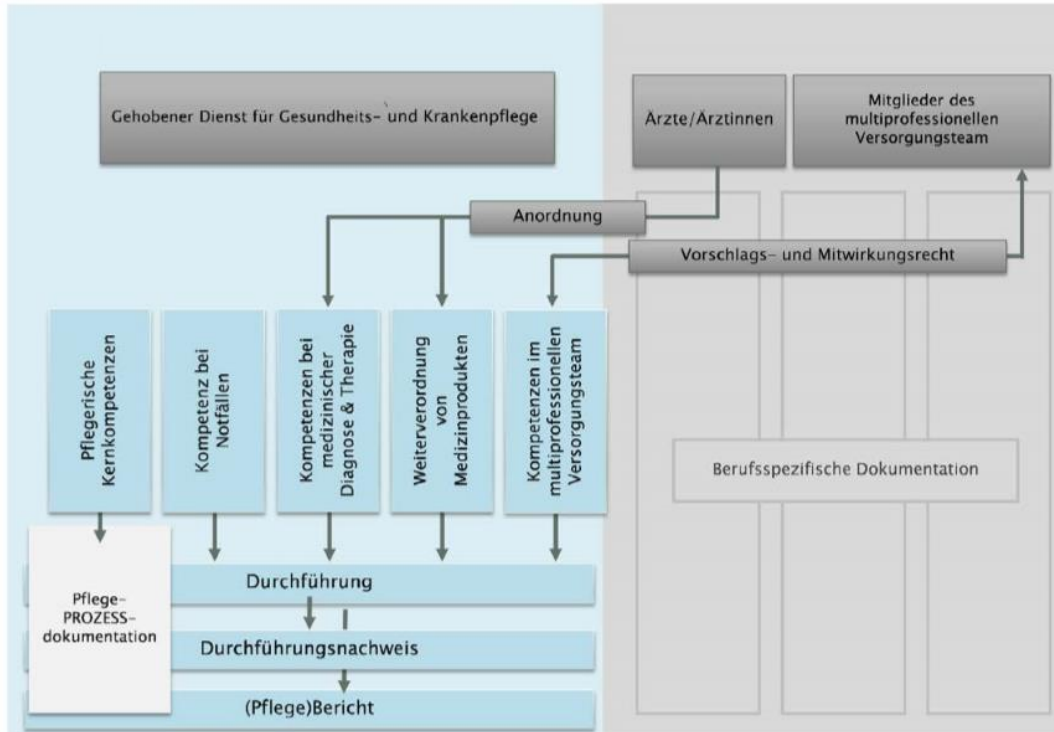 Gehobener Dienst für Gesundheits- und Krankenpflege
Ärzte/Ärztinnen
Mitglieder des
multiprofessionellen
Versorgungsteam
Anordnung
Vorschlags- und Mitwirkungsrecht
Pflegerische
Kernkompetenzen
Kompetenz bei
Notfällen
Kompetenzen bei
medizinischer
Diagnose & Therapie
Weiterverordnung
von
Medizinprodukten
Kompetenzen im
multiprofessionellen
Versorgungsteam
Berufsspezifische Dokumentation
Pflege-
PROZESS-
dokumentation
Durchführung
Durchführungsnachweis
(Pflege)Bericht